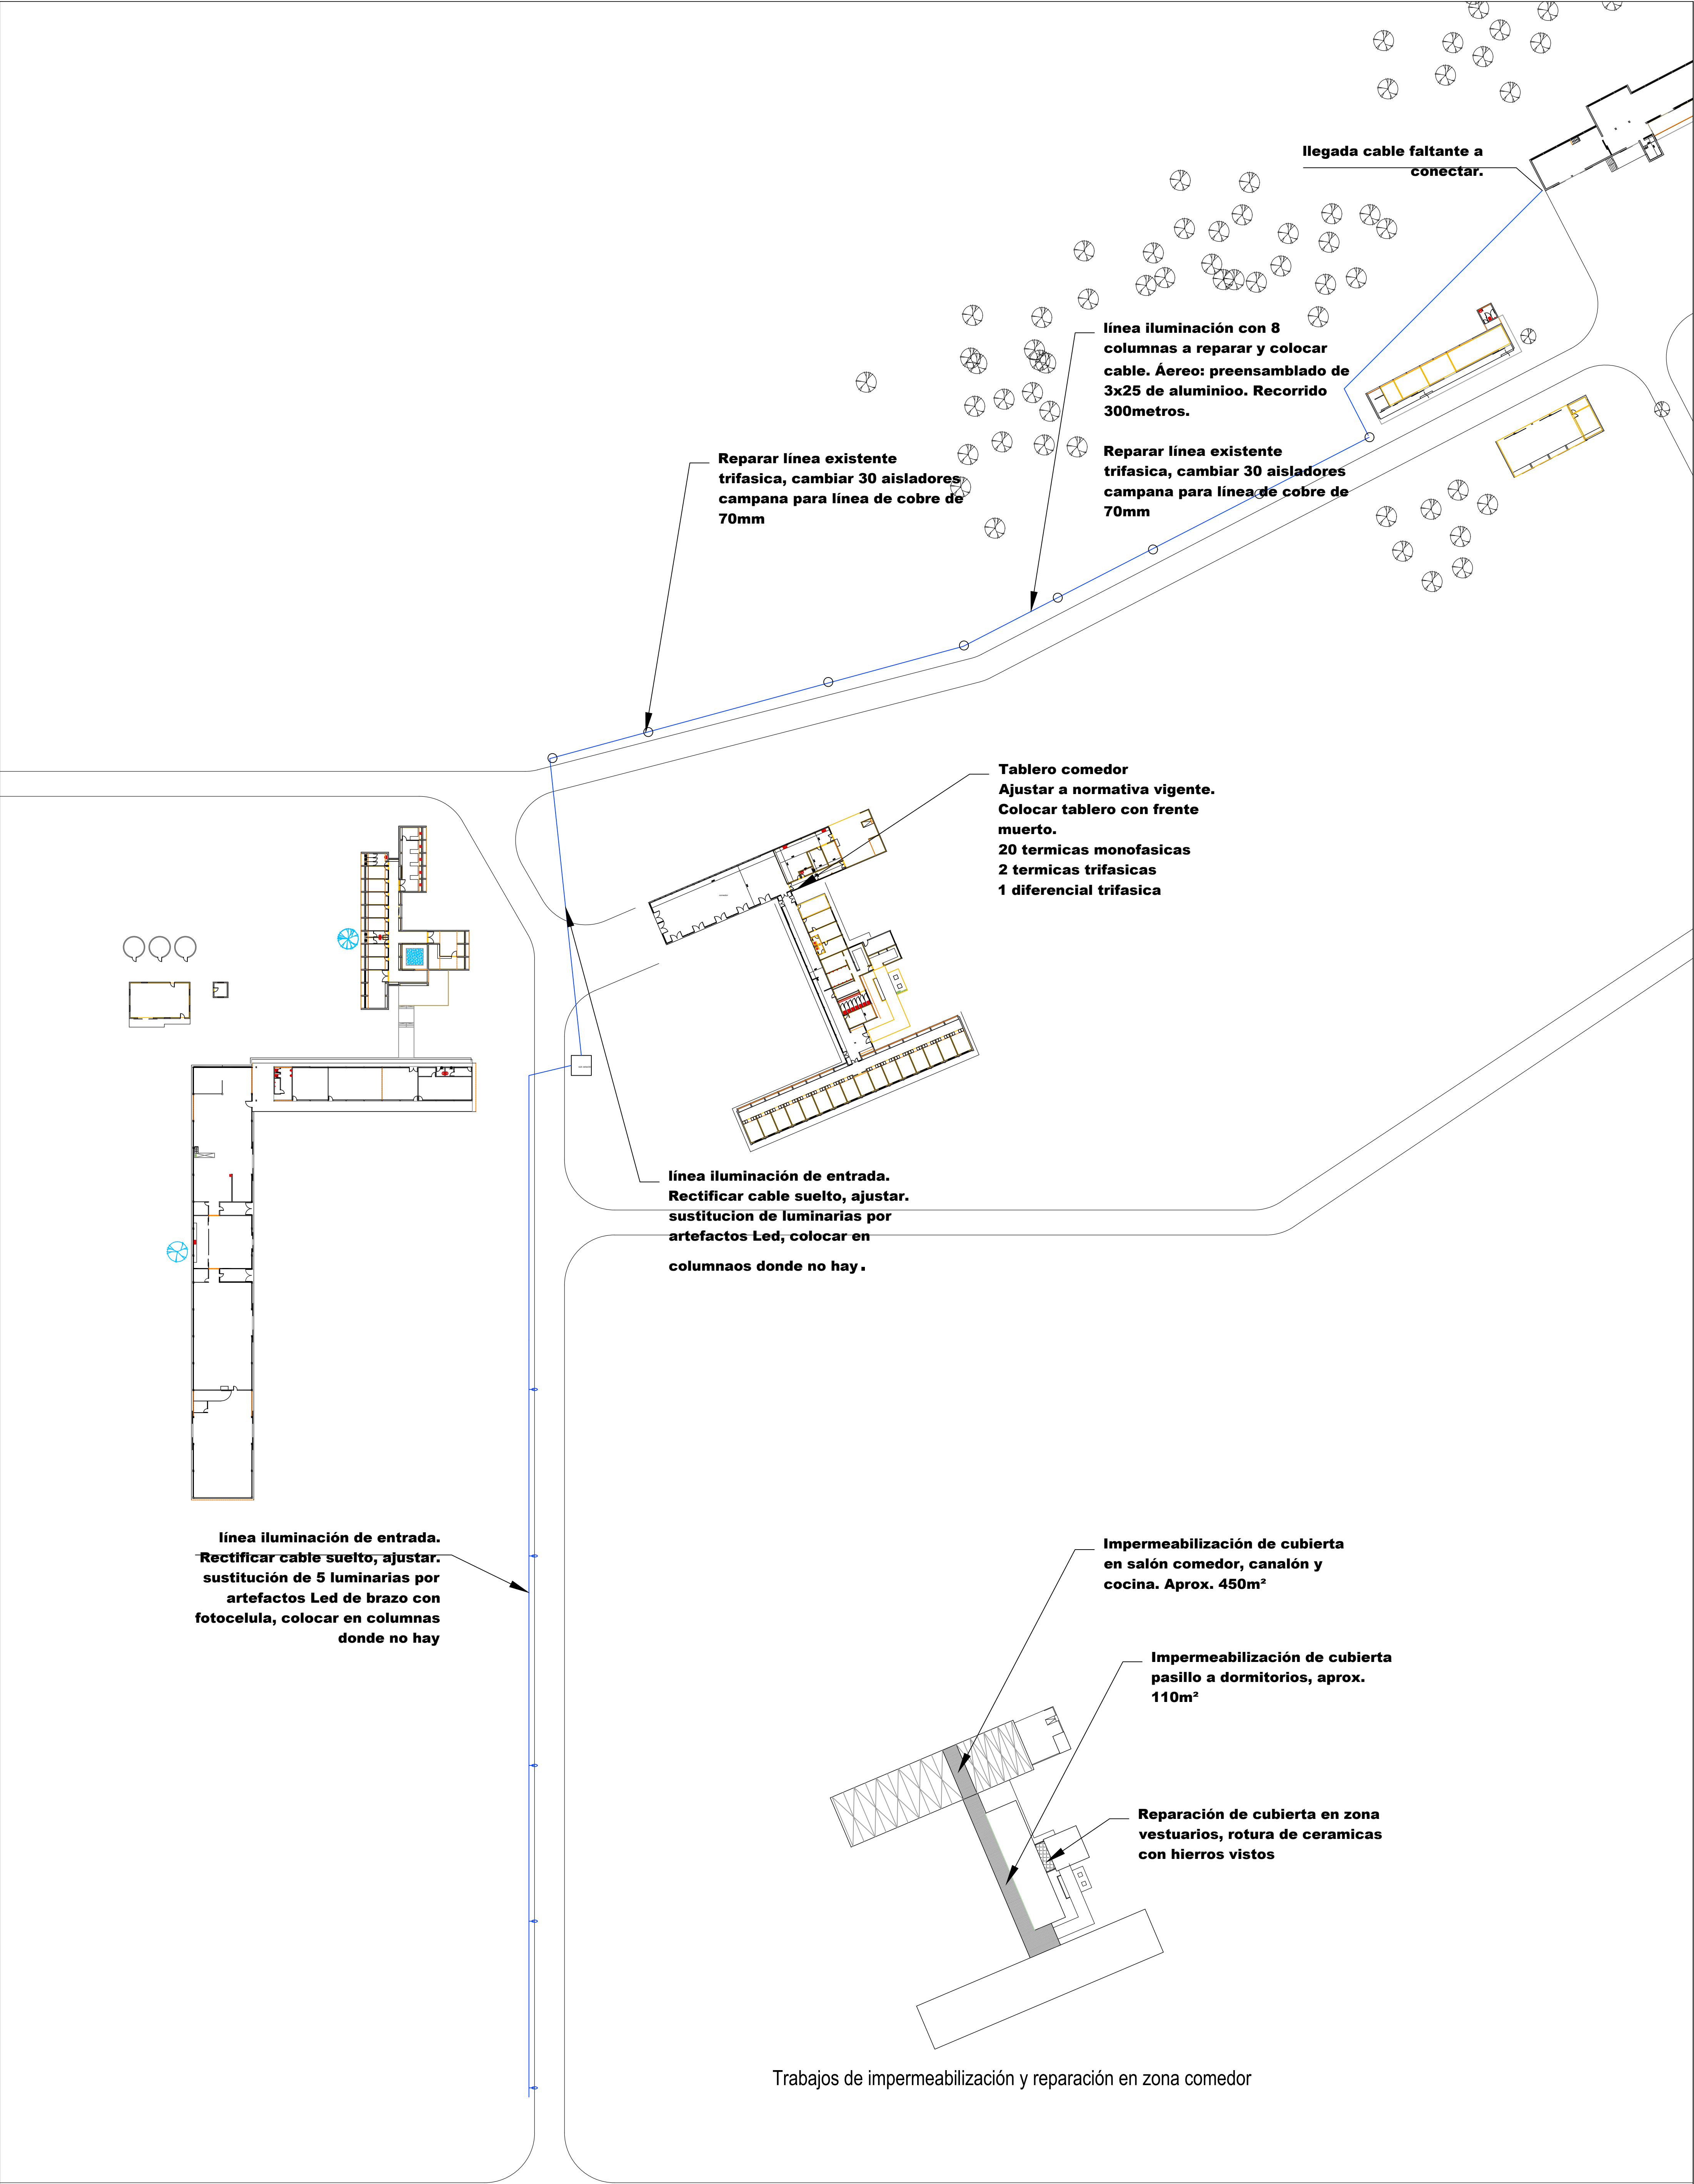 llegada cable faltante a
conectar.
línea iluminación con 8
columnas a reparar y colocar
cable. Áereo: preensamblado de
3x25 de aluminioo. Recorrido
300metros.
Reparar línea existente
trifasica, cambiar 30 aisladores
campana para línea de cobre de
70mm
Reparar línea existente
trifasica, cambiar 30 aisladores
campana para línea de cobre de
70mm
Tablero comedor
Ajustar a normativa vigente.
Colocar tablero con frente
muerto.
20 termicas monofasicas
2 termicas trifasicas
1 diferencial trifasica
línea iluminación de entrada.
Rectificar cable suelto, ajustar.
sustitucion de luminarias por
artefactos Led, colocar en
columnaos donde no hay.
línea iluminación de entrada.
Rectificar cable suelto, ajustar.
sustitución de 5 luminarias por
artefactos Led de brazo con
fotocelula, colocar en columnas
donde no hay
Impermeabilización de cubierta
en salón comedor, canalón y
cocina. Aprox. 450m²
Impermeabilización de cubierta
pasillo a dormitorios, aprox.
110m²
Reparación de cubierta en zona
vestuarios, rotura de ceramicas
con hierros vistos
Trabajos de impermeabilización y reparación en zona comedor